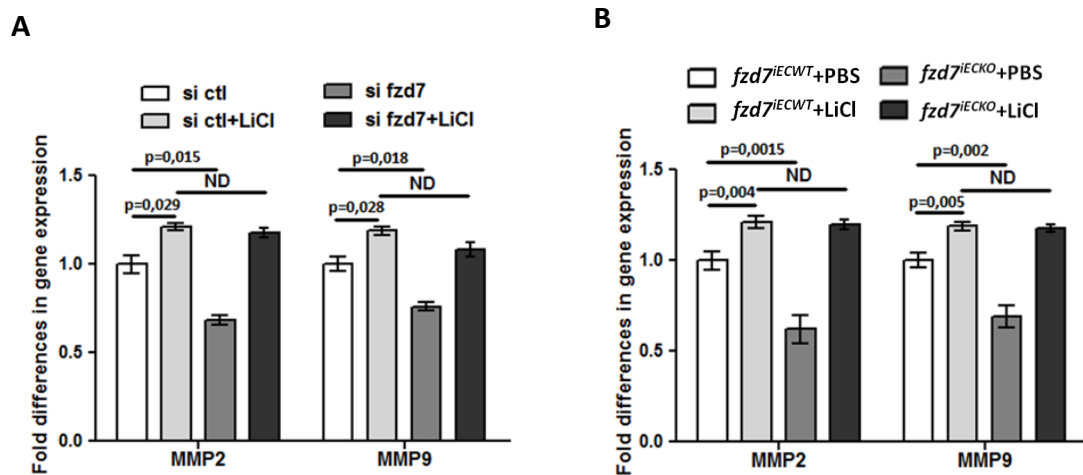 A
si ctl
si fzd7
si ctl+LiCl
si fzd7+LiCl
Fold differences in gene expression
p=0,015
p=0,018
ND
ND
p=0,029
p=0,028
1.5
1.0
0.5
0.0
MMP2
MMP9
B
fzd7iECWT+PBS
fzd7iECKO+PBS
fzd7iECWT+LiCl
fzd7iECKO+LiCl
Fold differences in gene expression
p=0,0015
p=0,002
ND
ND
p=0,004
p=0,005
1.5
1.0
0.5
0.0
MMP2
MMP9